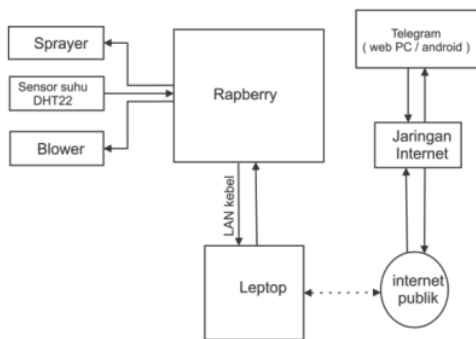 Sprayer
Sensor suhu
DHT22
Blower
Rapberry
LAN kebel
Leptop
Telegram
( web PC / android )
Jaringan
Internet
internet
publik